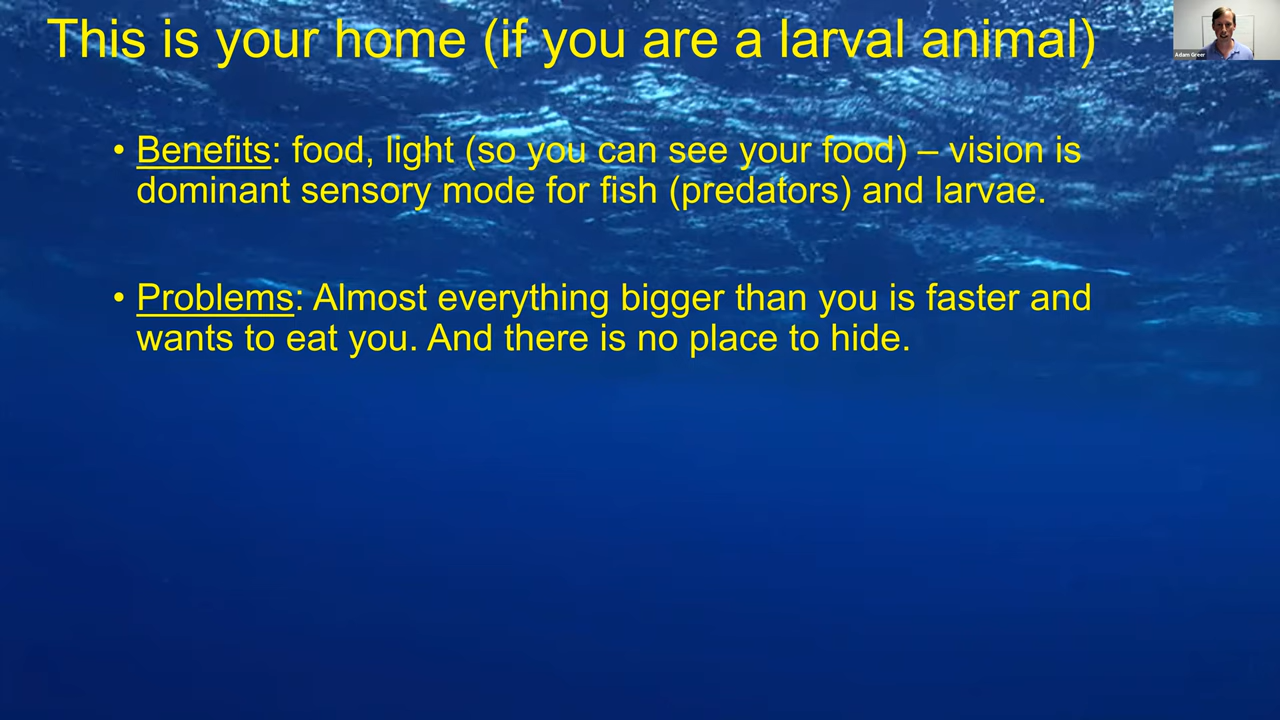 This is your home (if you are a larval animal)
Adam Greer
• Benefits: food, light (so you can see your food) – vision is
dominant sensory mode for fish (predators) and larvae.
• Problems: Almost everything bigger than you is faster and
wants to eat you. And there is no place to hide.